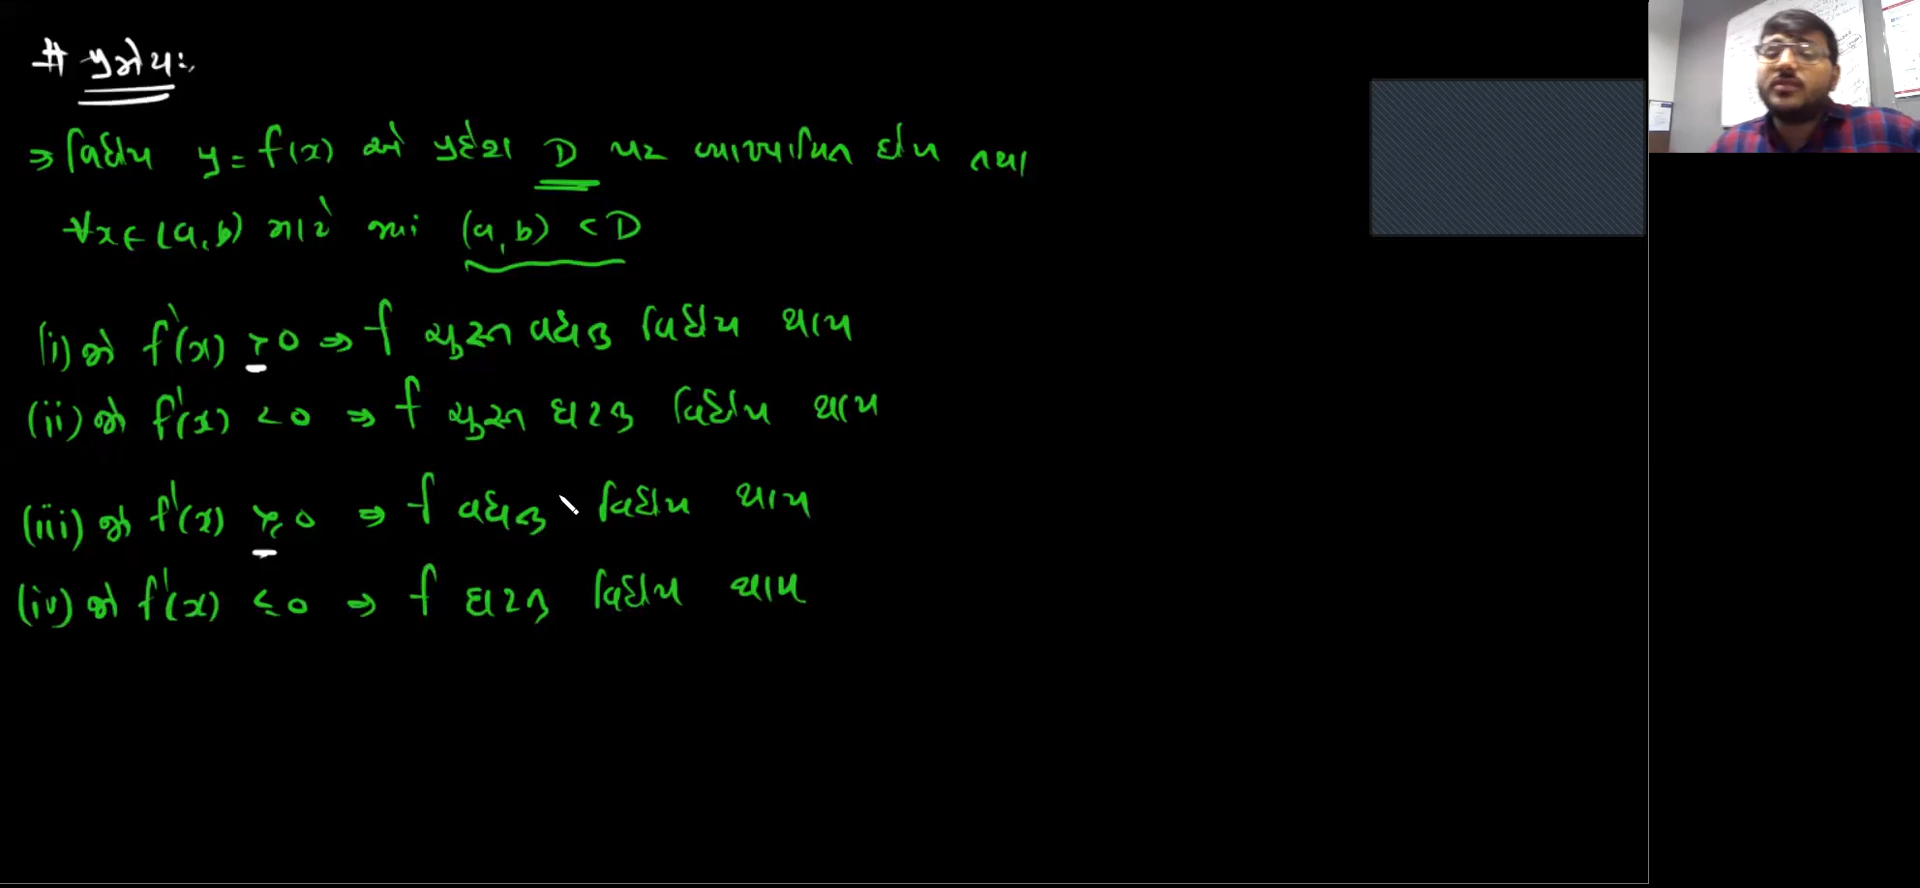 # પ્રમેય:
⇒ વિધેય y = f(x) એ પ્રદેશ D પર વ્યાખ્યાયિત હોય તથા
∀x∈(a,b) માટે જ્યાં (a,b) ⊂ D
(i) જો f'(x) > 0 ⇒ f ચુસ્ત વધતું વિધેય થાય
(ii) જો f'(x) < 0 ⇒ f ચુસ્ત ઘટતું વિધેય થાય
(iii) જો f'(x) ≥ 0 ⇒ f વધતું વિધેય થાય
(iv) જો f'(x) ≤ 0 ⇒ f ઘટતું વિધેય થાય